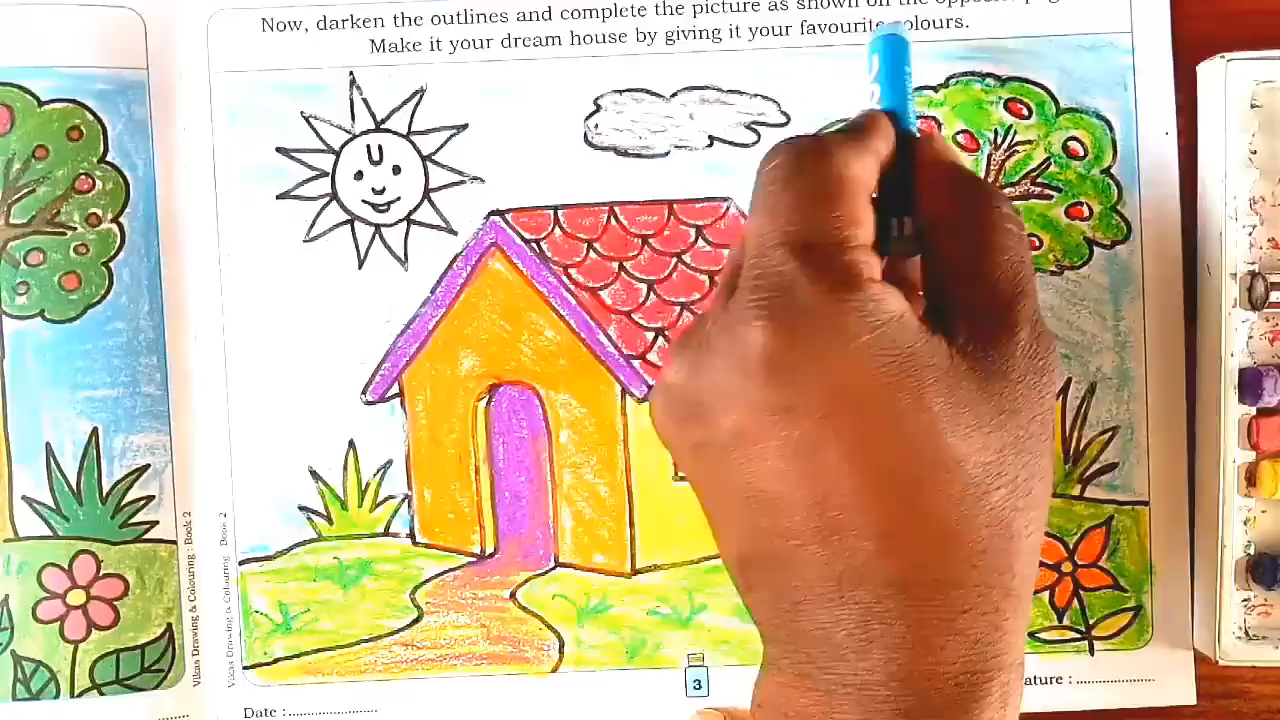 Now, darken the outlines and complete the picture as shown on the
Make it your dream house by giving it your favourite colours.
Vikas Drawing & Colouring : Book 2
Vikas Drawing & Colouring : Book 2
3
Date :
ature :